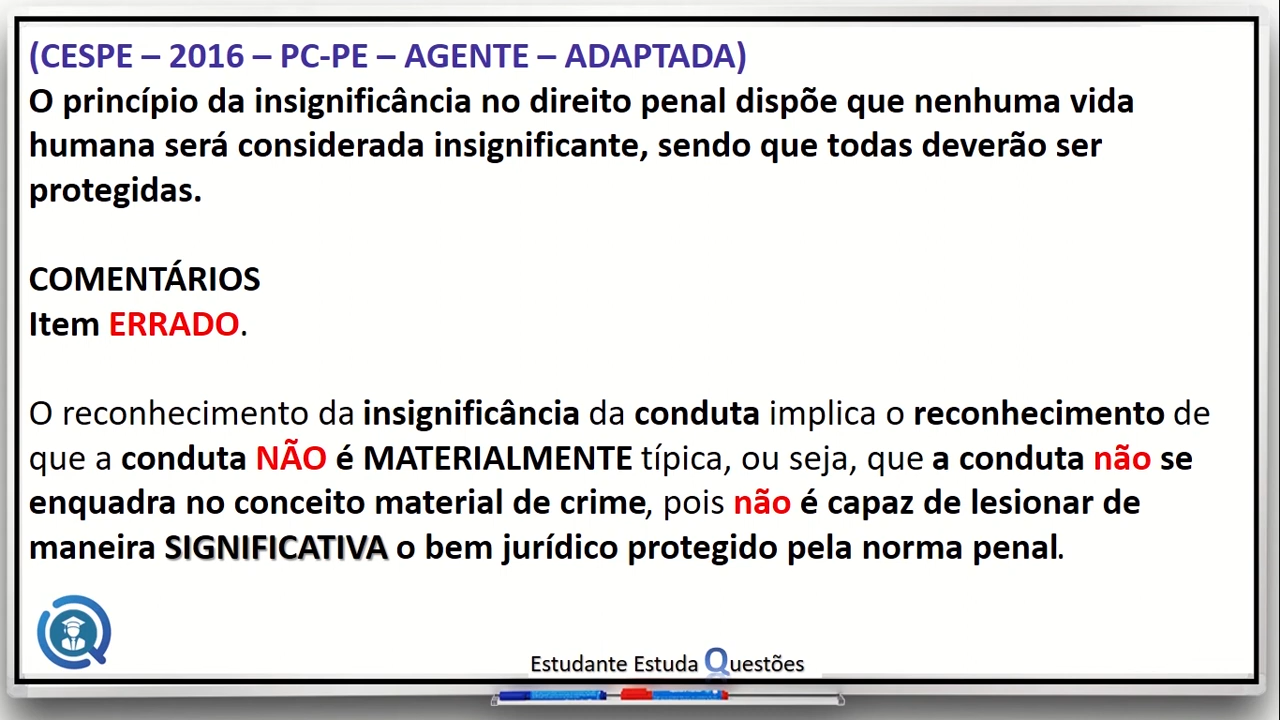 (CESPE – 2016 – PC-PE – AGENTE – ADAPTADA)
O princípio da insignificância no direito penal dispõe que nenhuma vida
humana será considerada insignificante, sendo que todas deverão ser
protegidas.
COMENTÁRIOS
Item ERRADO.
O reconhecimento da insignificância da conduta implica o reconhecimento de
que a conduta NÃO é MATERIALMENTE típica, ou seja, que a conduta não se
enquadra no conceito material de crime, pois não é capaz de lesionar de
maneira SIGNIFICATIVA o bem jurídico protegido pela norma penal.
Estudante Estuda Questões